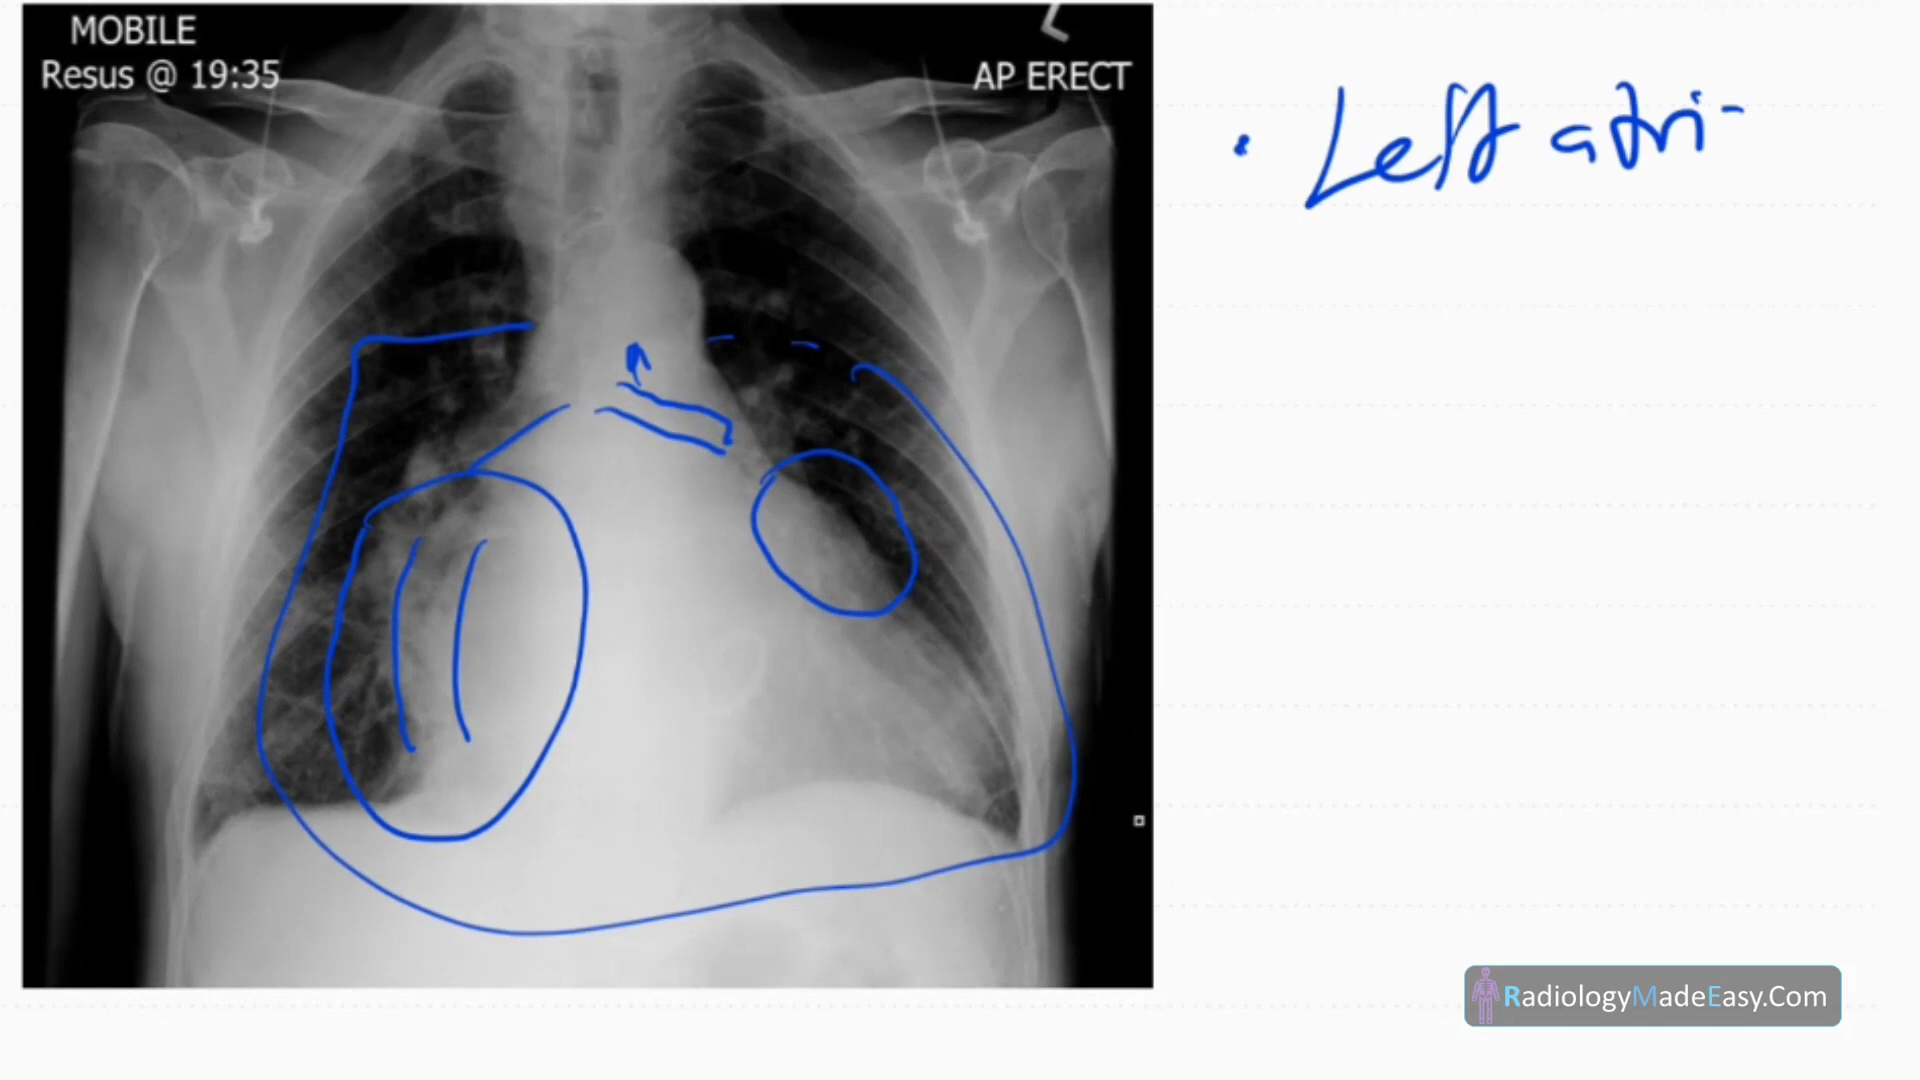 MOBILE
L
Resus @ 19:35
AP ERECT
• Left atri-
RadiologyMadeEasy.Com